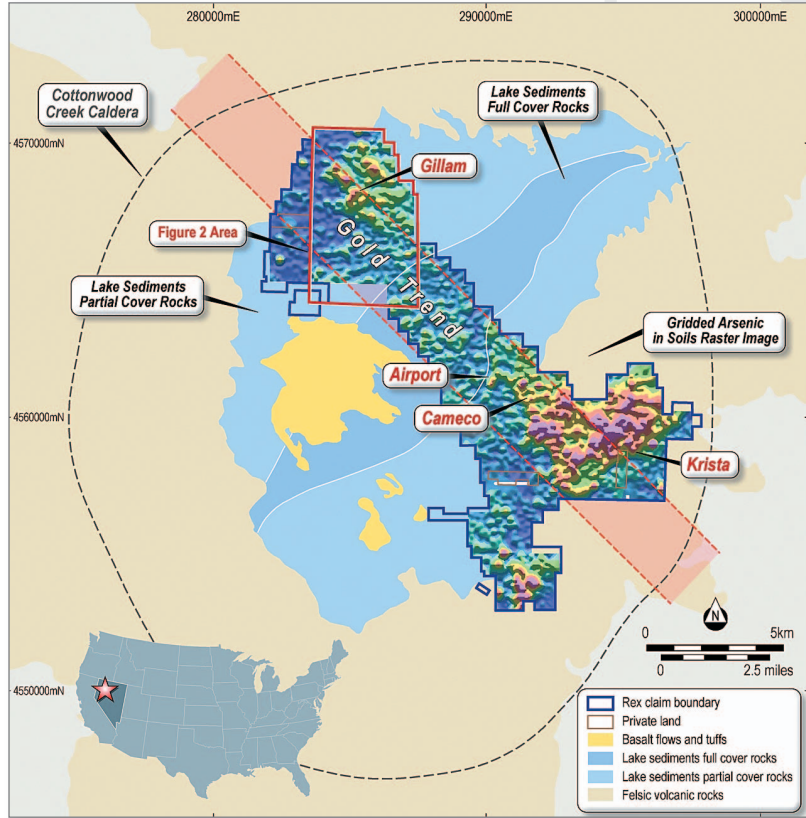 280000mE
290000mE
300000mE
Cottonwood
Creek Caldera
Lake Sediments
Full Cover Rocks
4570000mN
Gillam
Figure 2 Area
Gold Trend
Lake Sediments
Partial Cover Rocks
Gridded Arsenic
in Soils Raster Image
Airport
Cameco
4560000mN
Krista
N
0
5km
0
2.5 miles
4550000mN
Rex claim boundary
Private land
Basalt flows and tuffs
Lake sediments full cover rocks
Lake sediments partial cover rocks
Felsic volcanic rocks